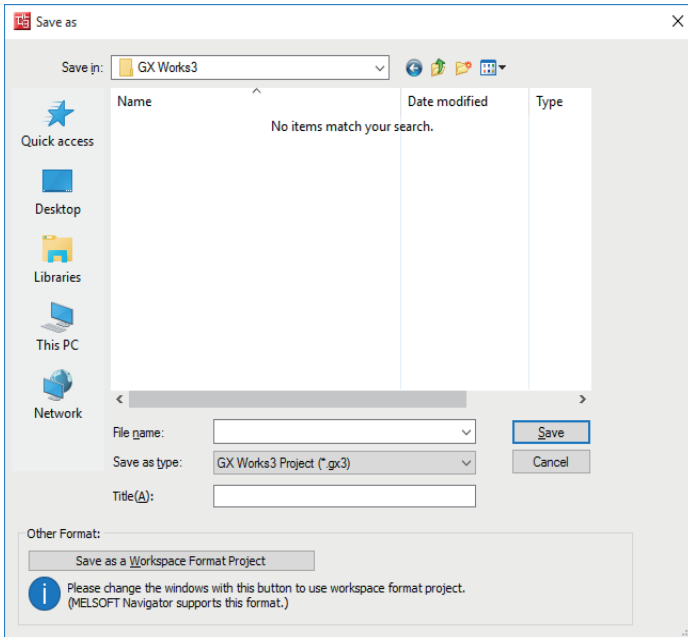 Save as
Save in: GX Works3
Name Date modified Type
No items match your search.
Quick access
Desktop
Libraries
This PC
Network
File name:
Save
Save as type: GX Works3 Project (*.gx3)
Cancel
Title(A):
Other Format:
Save as a Workspace Format Project
Please change the windows with this button to use workspace format project.
(MELSOFT Navigator supports this format.)